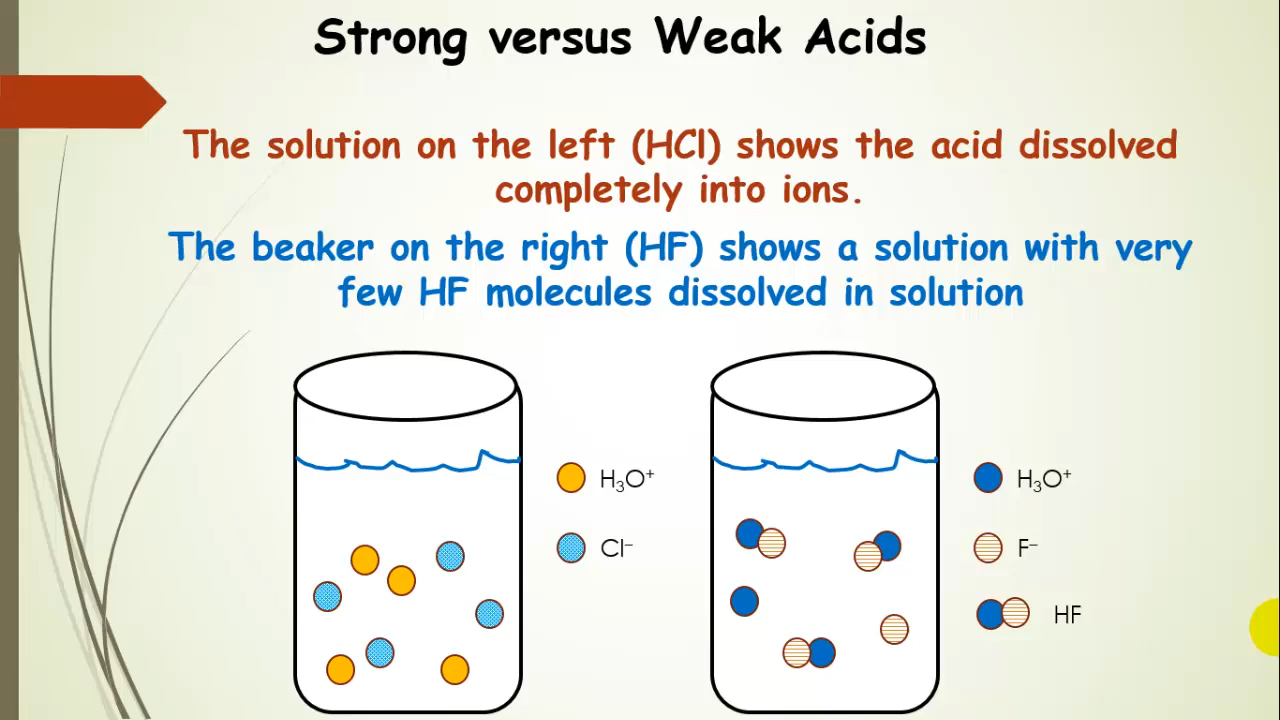 Strong versus Weak Acids
The solution on the left (HCl) shows the acid dissolved
completely into ions.
The beaker on the right (HF) shows a solution with very
few HF molecules dissolved in solution
H₃O⁺
Cl⁻
H₃O⁺
F⁻
HF